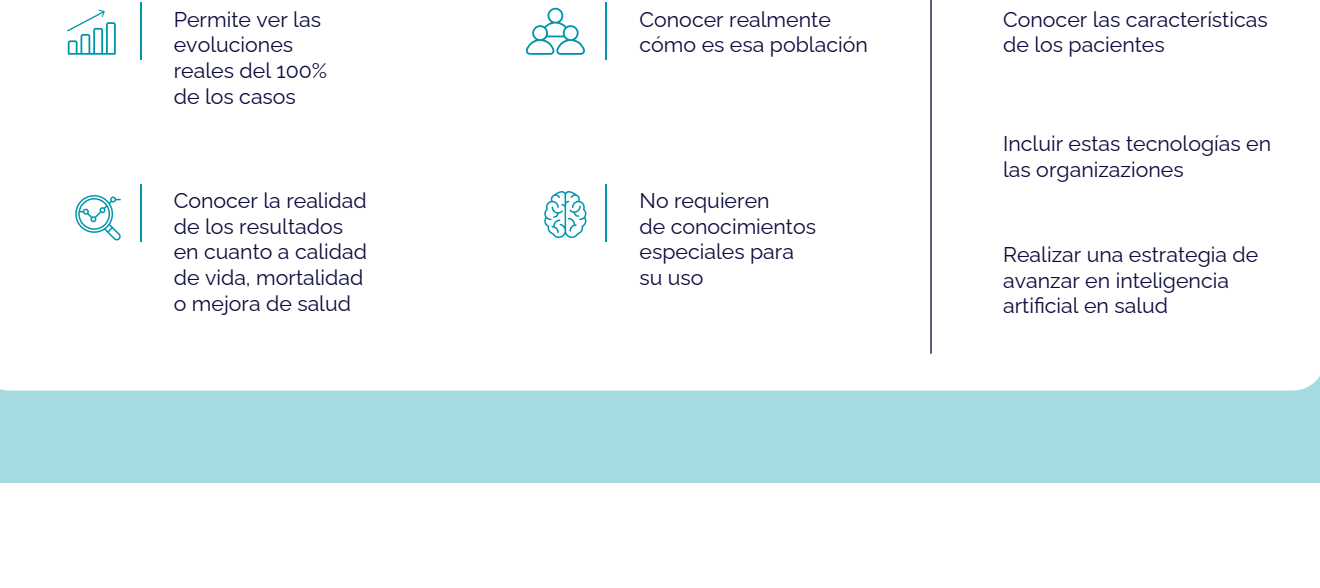 Permite ver las
evoluciones
reales del 100%
de los casos
Conocer la realidad
de los resultados
en cuanto a calidad
de vida, mortalidad
o mejora de salud
Conocer realmente
cómo es esa población
No requieren
de conocimientos
especiales para
su uso
Conocer las características
de los pacientes
Incluir estas tecnologías en
las organizaziones
Realizar una estrategia de
avanzar en inteligencia
artificial en salud